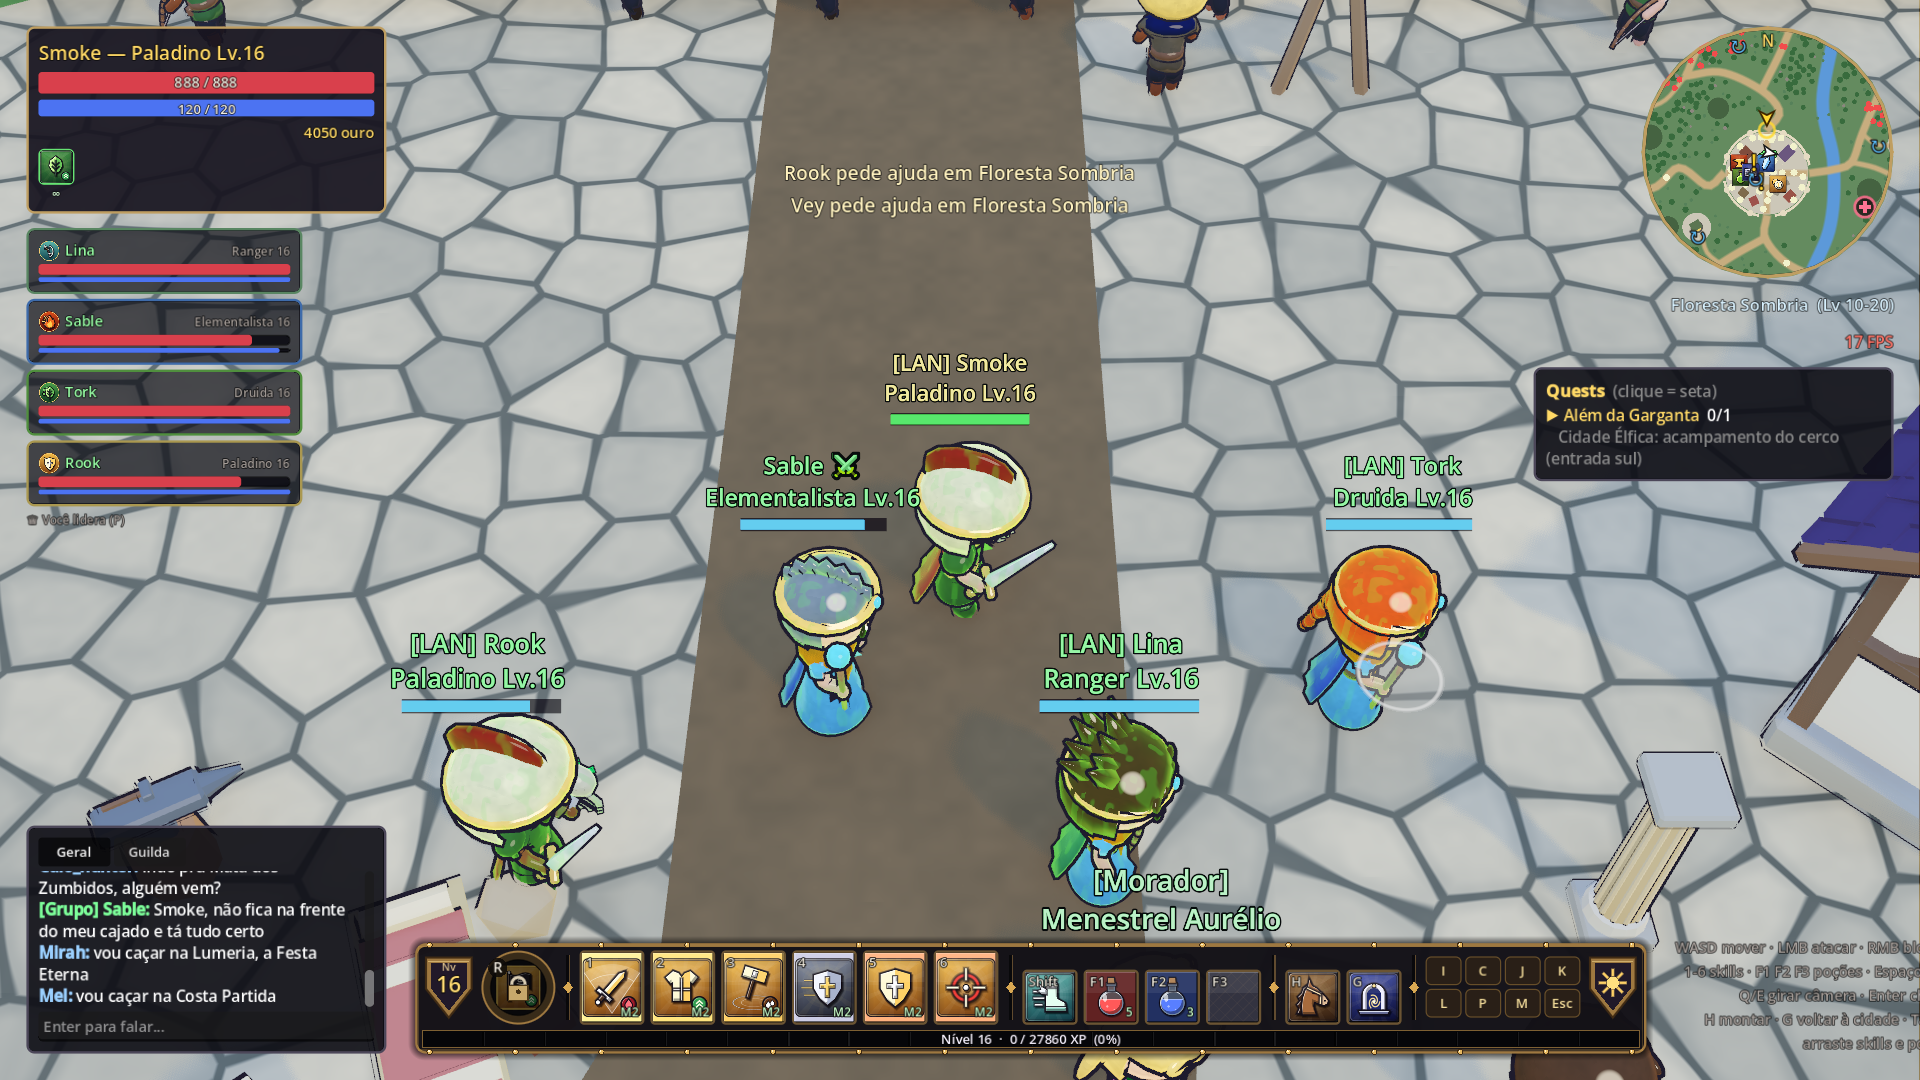 Smoke — Paladino Lv.16
888 / 888
120 / 120
4050 ouro
∞
Lina
Ranger 16
Sable
Elementalista 16
Tork
Druida 16
Rook
Paladino 16
Você lidera (P)
Rook pede ajuda em Floresta Sombria
Vey pede ajuda em Floresta Sombria
N
Floresta Sombria (Lv 10-20)
17 FPS
Quests (clique = seta)
Além da Garganta 0/1
Cidade Élfica: acampamento do cerco
(entrada sul)
[LAN] Smoke
Paladino Lv.16
Sable
Elementalista Lv.16
[LAN] Tork
Druida Lv.16
[LAN] Rook
Paladino Lv.16
[LAN] Lina
Ranger Lv.16
[Morador]
Menestrel Aurélio
Geral
Guilda
Zumbidos, alguém vem?
[Grupo] Sable: Smoke, não fica na frente
do meu cajado e tá tudo certo
Mirah: vou caçar na Lumeria, a Festa
Eterna
Mel: vou caçar na Costa Partida
Enter para falar...
Nv
16
R
1
M2
2
M2
3
M2
4
M2
5
M2
6
M2
Shift
F1
5
F2
3
F3
H
G
I
C
J
K
L
P
M
Esc
Nível 16 · 0 / 27860 XP (0%)
WASD mover · LMB atacar · RMB
1-6 skills · F1 F2 F3 poções ·
Q/E girar câmera · Enter
H montar · G voltar à cidade ·
arraste skills e